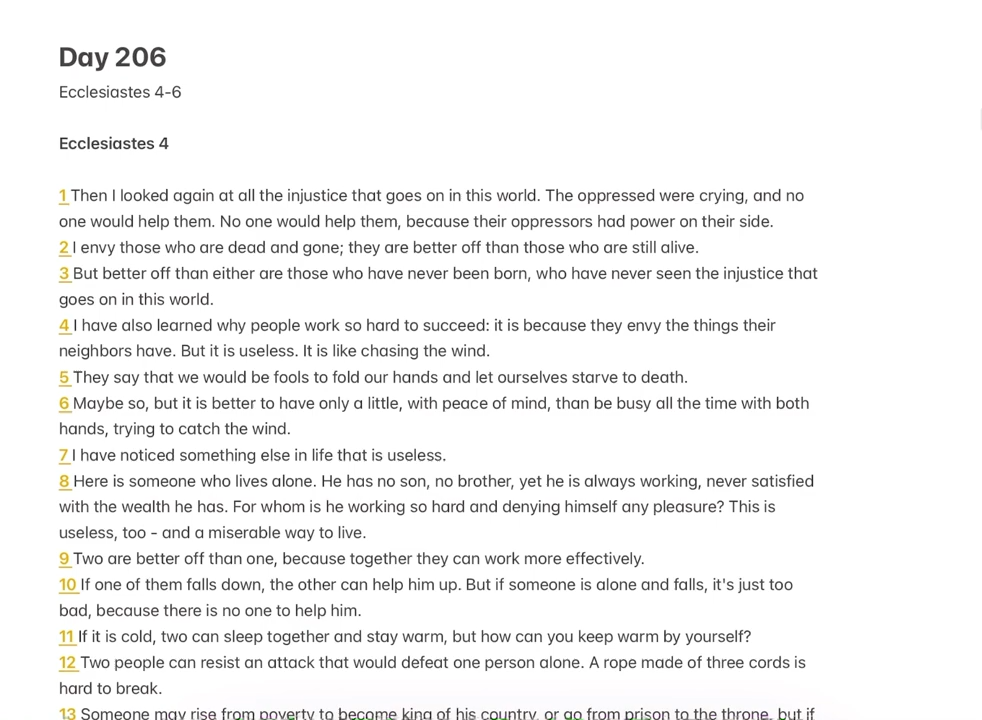 Day 206
Ecclesiastes 4-6
Ecclesiastes 4
1 Then I looked again at all the injustice that goes on in this world. The oppressed were crying, and no
one would help them. No one would help them, because their oppressors had power on their side.
2 I envy those who are dead and gone; they are better off than those who are still alive.
3 But better off than either are those who have never been born, who have never seen the injustice that
goes on in this world.
4 I have also learned why people work so hard to succeed: it is because they envy the things their
neighbors have. But it is useless. It is like chasing the wind.
5 They say that we would be fools to fold our hands and let ourselves starve to death.
6 Maybe so, but it is better to have only a little, with peace of mind, than be busy all the time with both
hands, trying to catch the wind.
7 I have noticed something else in life that is useless.
8 Here is someone who lives alone. He has no son, no brother, yet he is always working, never satisfied
with the wealth he has. For whom is he working so hard and denying himself any pleasure? This is
useless, too - and a miserable way to live.
9 Two are better off than one, because together they can work more effectively.
10 If one of them falls down, the other can help him up. But if someone is alone and falls, it's just too
bad, because there is no one to help him.
11 If it is cold, two can sleep together and stay warm, but how can you keep warm by yourself?
12 Two people can resist an attack that would defeat one person alone. A rope made of three cords is
hard to break.
13 Someone may rise from poverty to become king of his country, or go from prison to the throne, but if